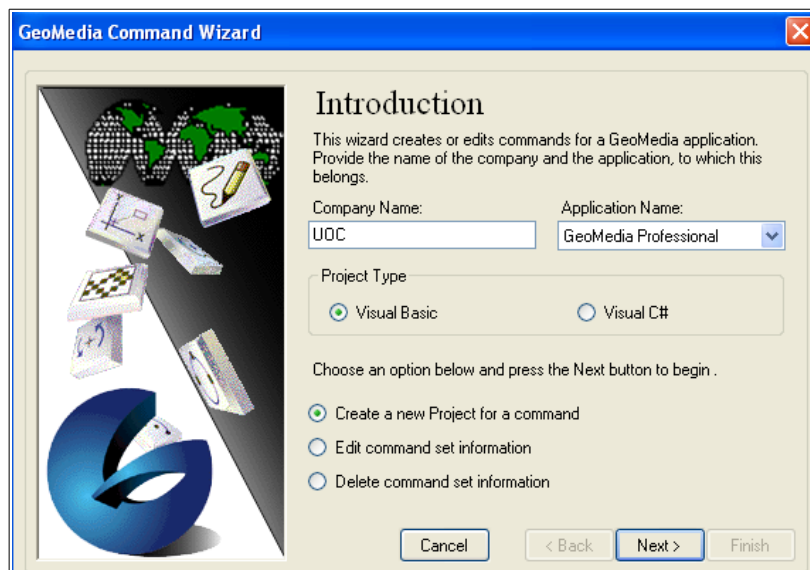 GeoMedia Command Wizard
Introduction
This wizard creates or edits commands for a GeoMedia application.
Provide the name of the company and the application, to which this
belongs.
Company Name:
Application Name:
UOC
GeoMedia Professional
Project Type
Visual Basic
Visual C#
Choose an option below and press the Next button to begin .
Create a new Project for a command
Edit command set information
Delete command set information
Cancel
< Back
Next >
Finish